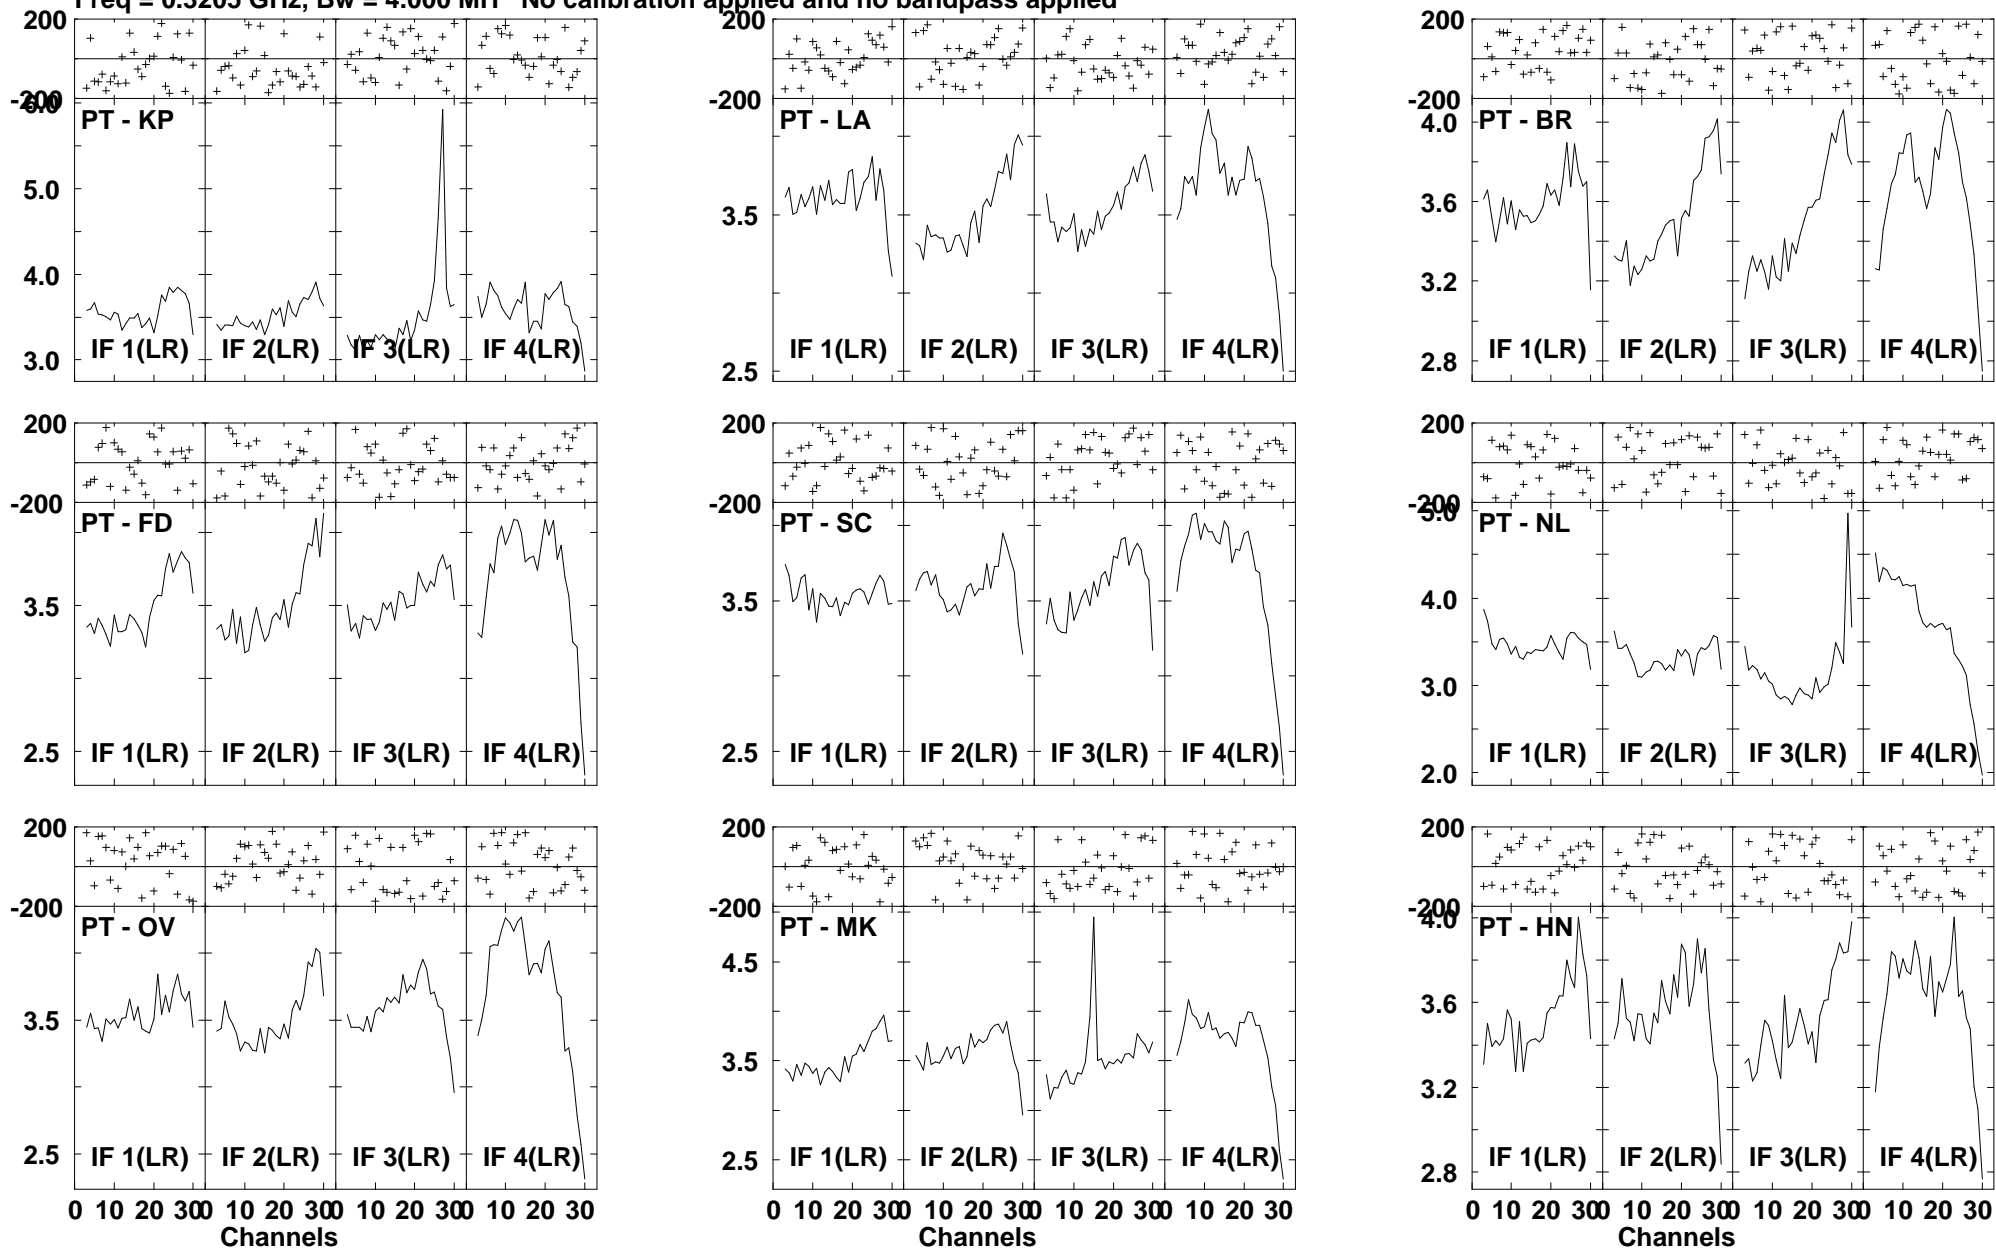 Freq = 0.3205 GHz, Bw = 4.000 MH No calibration applied and no bandpass applied
200
-200
6.0
5.0
4.0
3.0
PT - KP
IF 1(LR) IF 2(LR) IF 3(LR) IF 4(LR)
PT - LA
3.5
2.5
IF 1(LR) IF 2(LR) IF 3(LR) IF 4(LR)
200
-200
4.0
3.6
3.2
2.8
PT - BR
IF 1(LR) IF 2(LR) IF 3(LR) IF 4(LR)
200
-200
3.5
2.5
PT - FD
IF 1(LR) IF 2(LR) IF 3(LR) IF 4(LR)
200
-200
3.5
2.5
PT - SC
IF 1(LR) IF 2(LR) IF 3(LR) IF 4(LR)
200
-200
5.0
4.0
3.0
2.0
PT - NL
IF 1(LR) IF 2(LR) IF 3(LR) IF 4(LR)
200
-200
3.5
2.5
PT - OV
IF 1(LR) IF 2(LR) IF 3(LR) IF 4(LR)
0 10 20 30 0 10 20 30 0 10 20 30 0 10 20 30
Channels
200
-200
4.5
3.5
2.5
PT - MK
IF 1(LR) IF 2(LR) IF 3(LR) IF 4(LR)
0 10 20 30 0 10 20 30 0 10 20 30 0 10 20 30
Channels
200
-200
4.0
3.6
3.2
2.8
PT - HN
IF 1(LR) IF 2(LR) IF 3(LR) IF 4(LR)
0 10 20 30 0 10 20 30 0 10 20 30 0 10 20 30
Channels